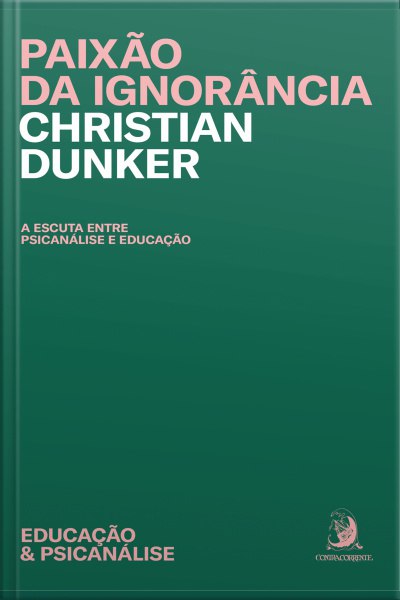 PAIXÃO
DA IGNORÂNCIA
CHRISTIAN
DUNKER
A ESCUTA ENTRE
PSICANÁLISE E EDUCAÇÃO
EDUCAÇÃO
& PSICANÁLISE
CONTRACORRENTE